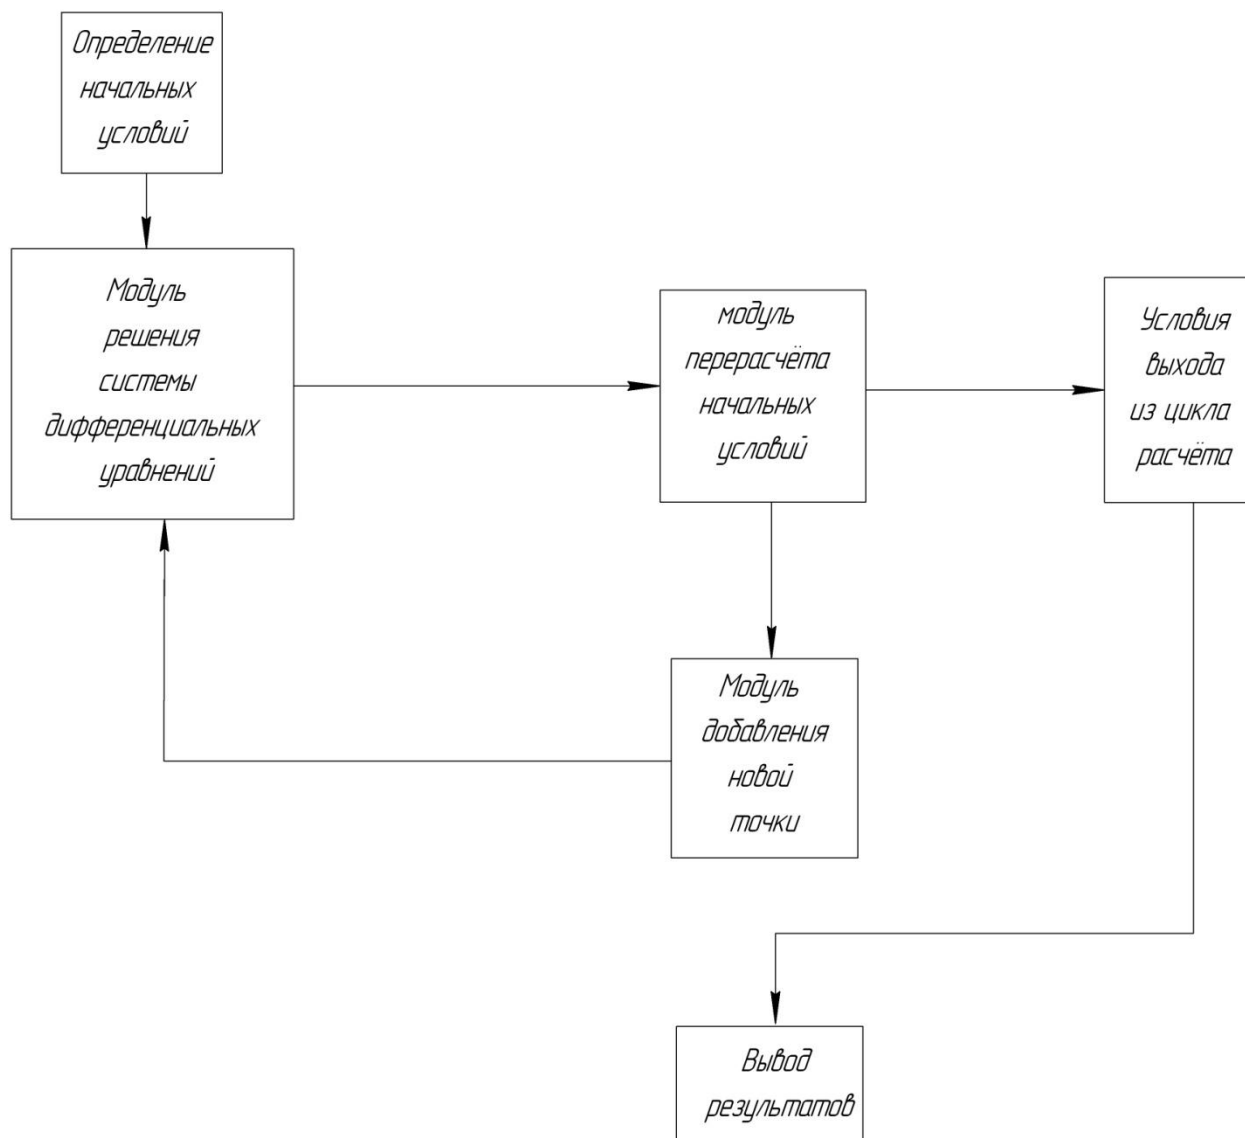 Определение
начальных
условий
Модуль
решения
системы
дифференциальных
уравнений
модуль
перерасчёта
начальных
условий
Условия
выхода
из цикла
расчёта
Модуль
добавления
новой
точки
Вывод
результатов